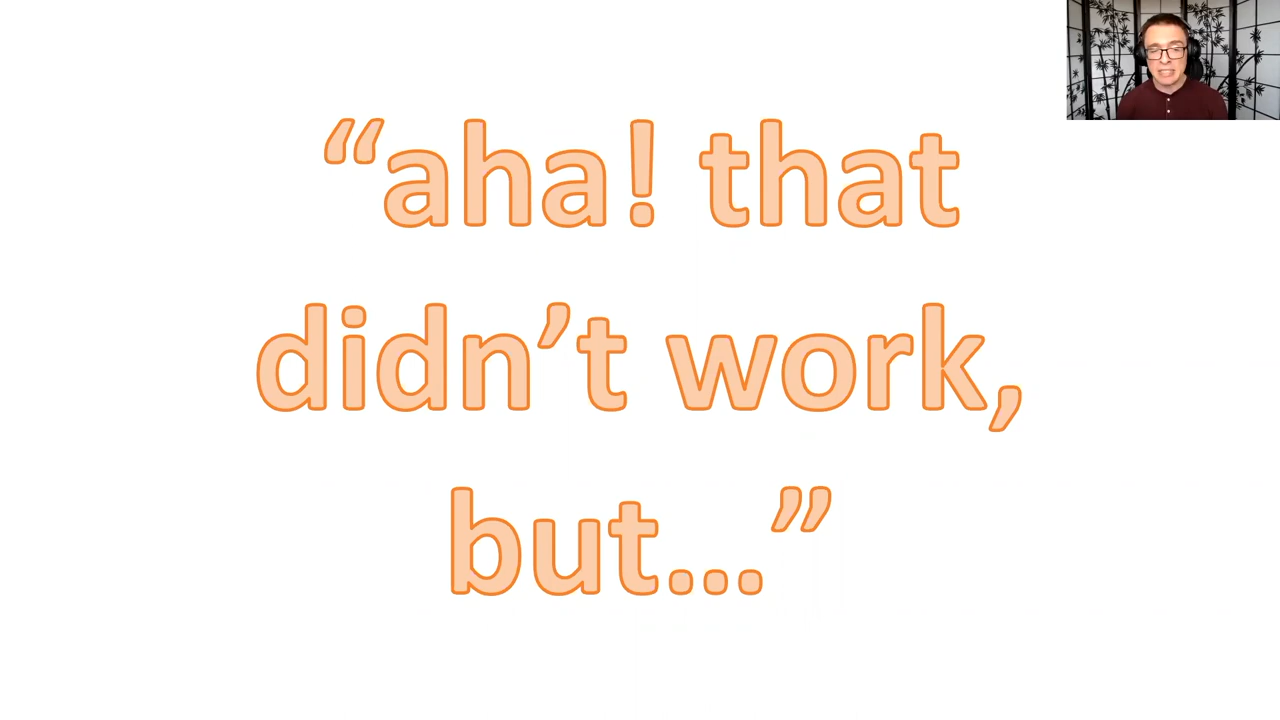 “aha! that
didn’t work,
but…”